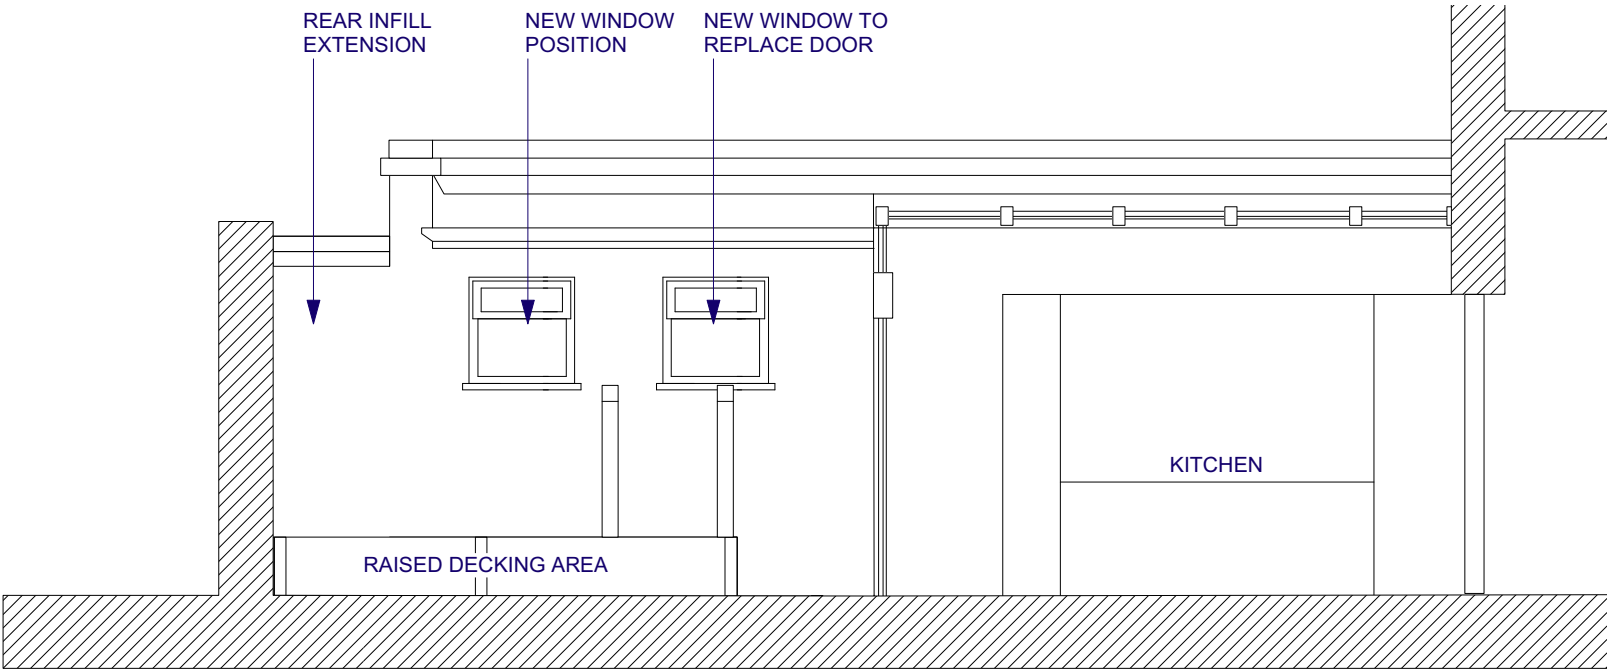 REAR INFILL
EXTENSION
NEW WINDOW
POSITION
NEW WINDOW TO
REPLACE DOOR
KITCHEN
RAISED DECKING AREA